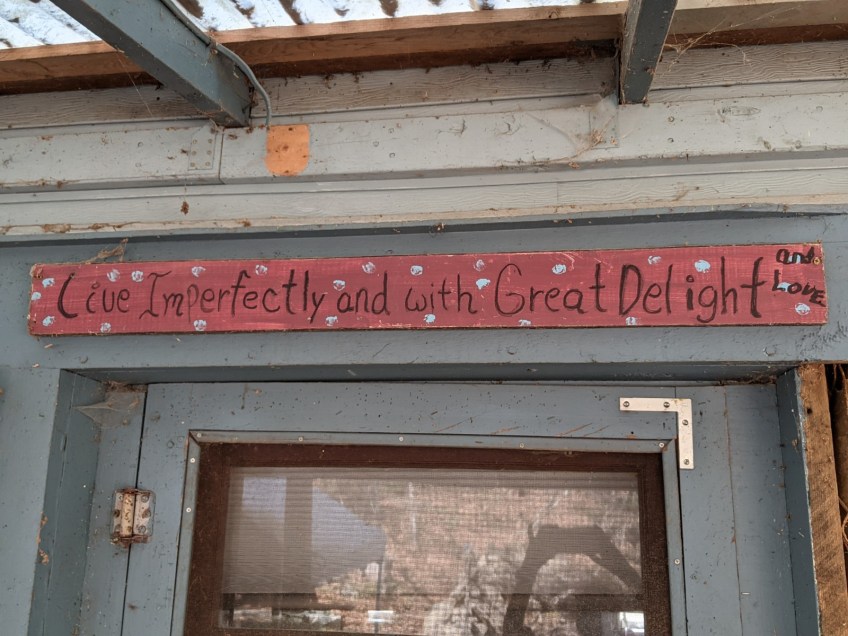 Live Imperfectly and with Great Delight
and
LOVE